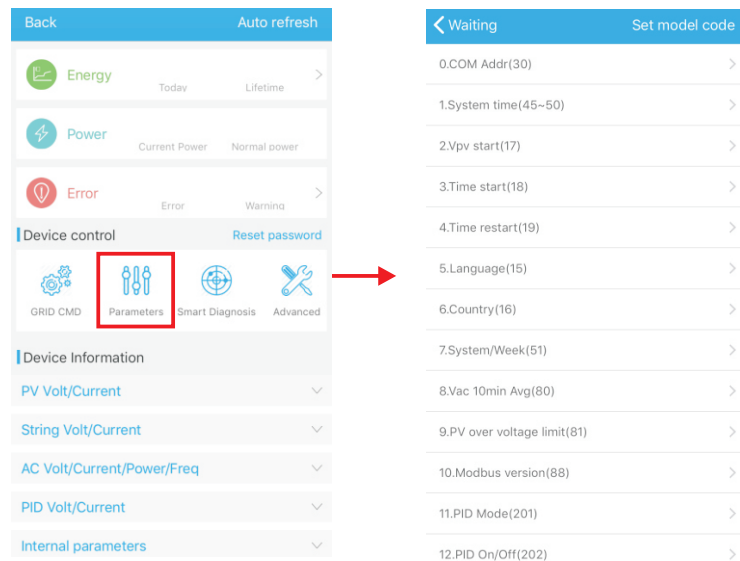 Back Auto refresh
Energy
Today Lifetime
Power
Current Power Normal power
Error
Error Warning
Device control Reset password
GRID CMD Parameters Smart Diagnosis Advanced
Device Information
PV Volt/Current
String Volt/Current
AC Volt/Current/Power/Freq
PID Volt/Current
Internal parameters
Waiting Set model code
0.COM Addr(30)
1.System time(45~50)
2.Vpv start(17)
3.Time start(18)
4.Time restart(19)
5.Language(15)
6.Country(16)
7.System/Week(51)
8.Vac 10min Avg(80)
9.PV over voltage limit(81)
10.Modbus version(88)
11.PID Mode(201)
12.PID On/Off(202)